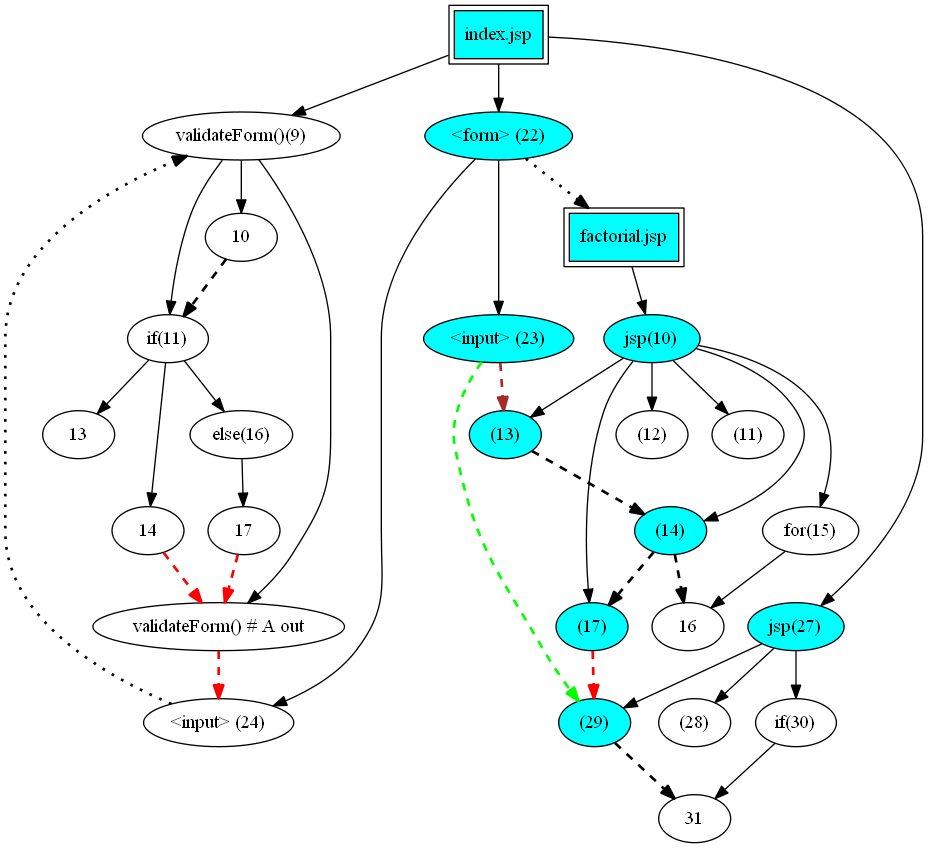 index.jsp
validateForm()(9)
<form> (22)
10
factorial.jsp
if(11)
<input> (23)
jsp(10)
13
else(16)
(13)
(12)
(11)
14
17
(14)
for(15)
validateForm() # A out
(17)
16
jsp(27)
<input> (24)
(29)
(28)
if(30)
31